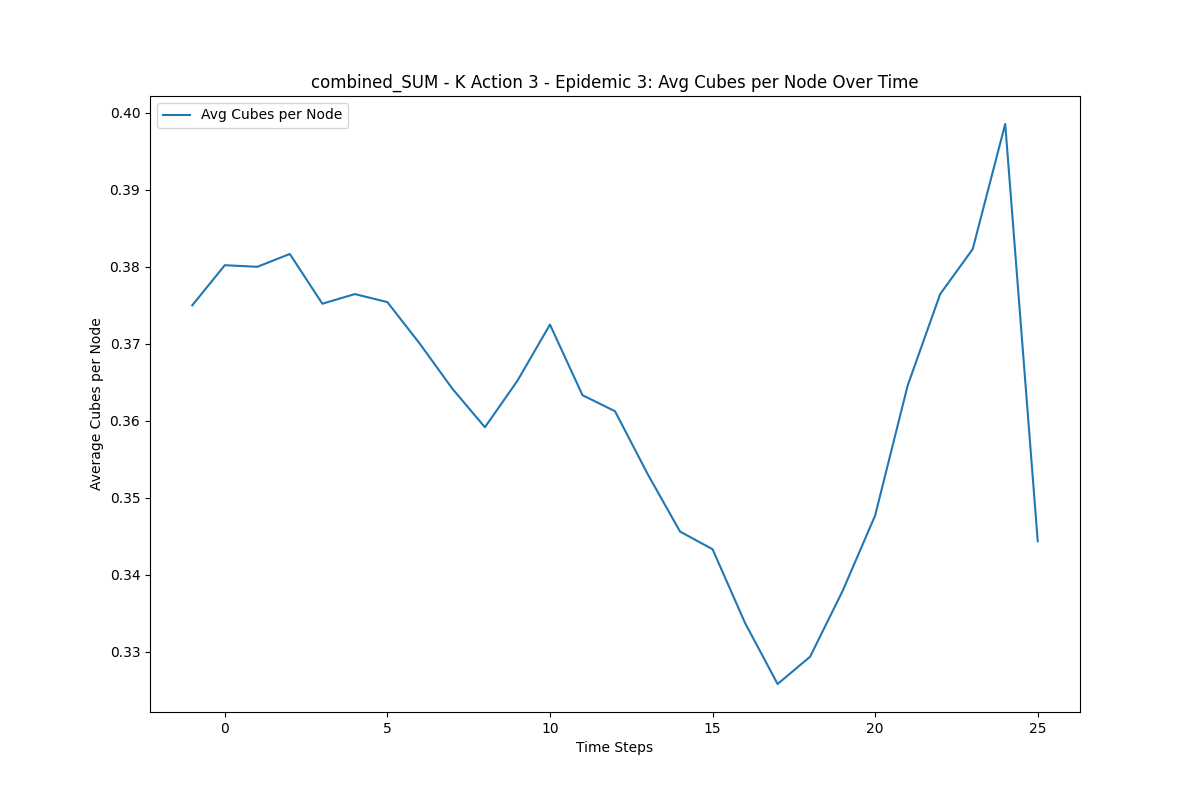 combined_SUM - K Action 3 - Epidemic 3: Avg Cubes per Node Over Time
Avg Cubes per Node
0.40
0.39
0.38
0.37
0.36
0.35
0.34
0.33
Average Cubes per Node
0 5 10 15 20 25
Time Steps